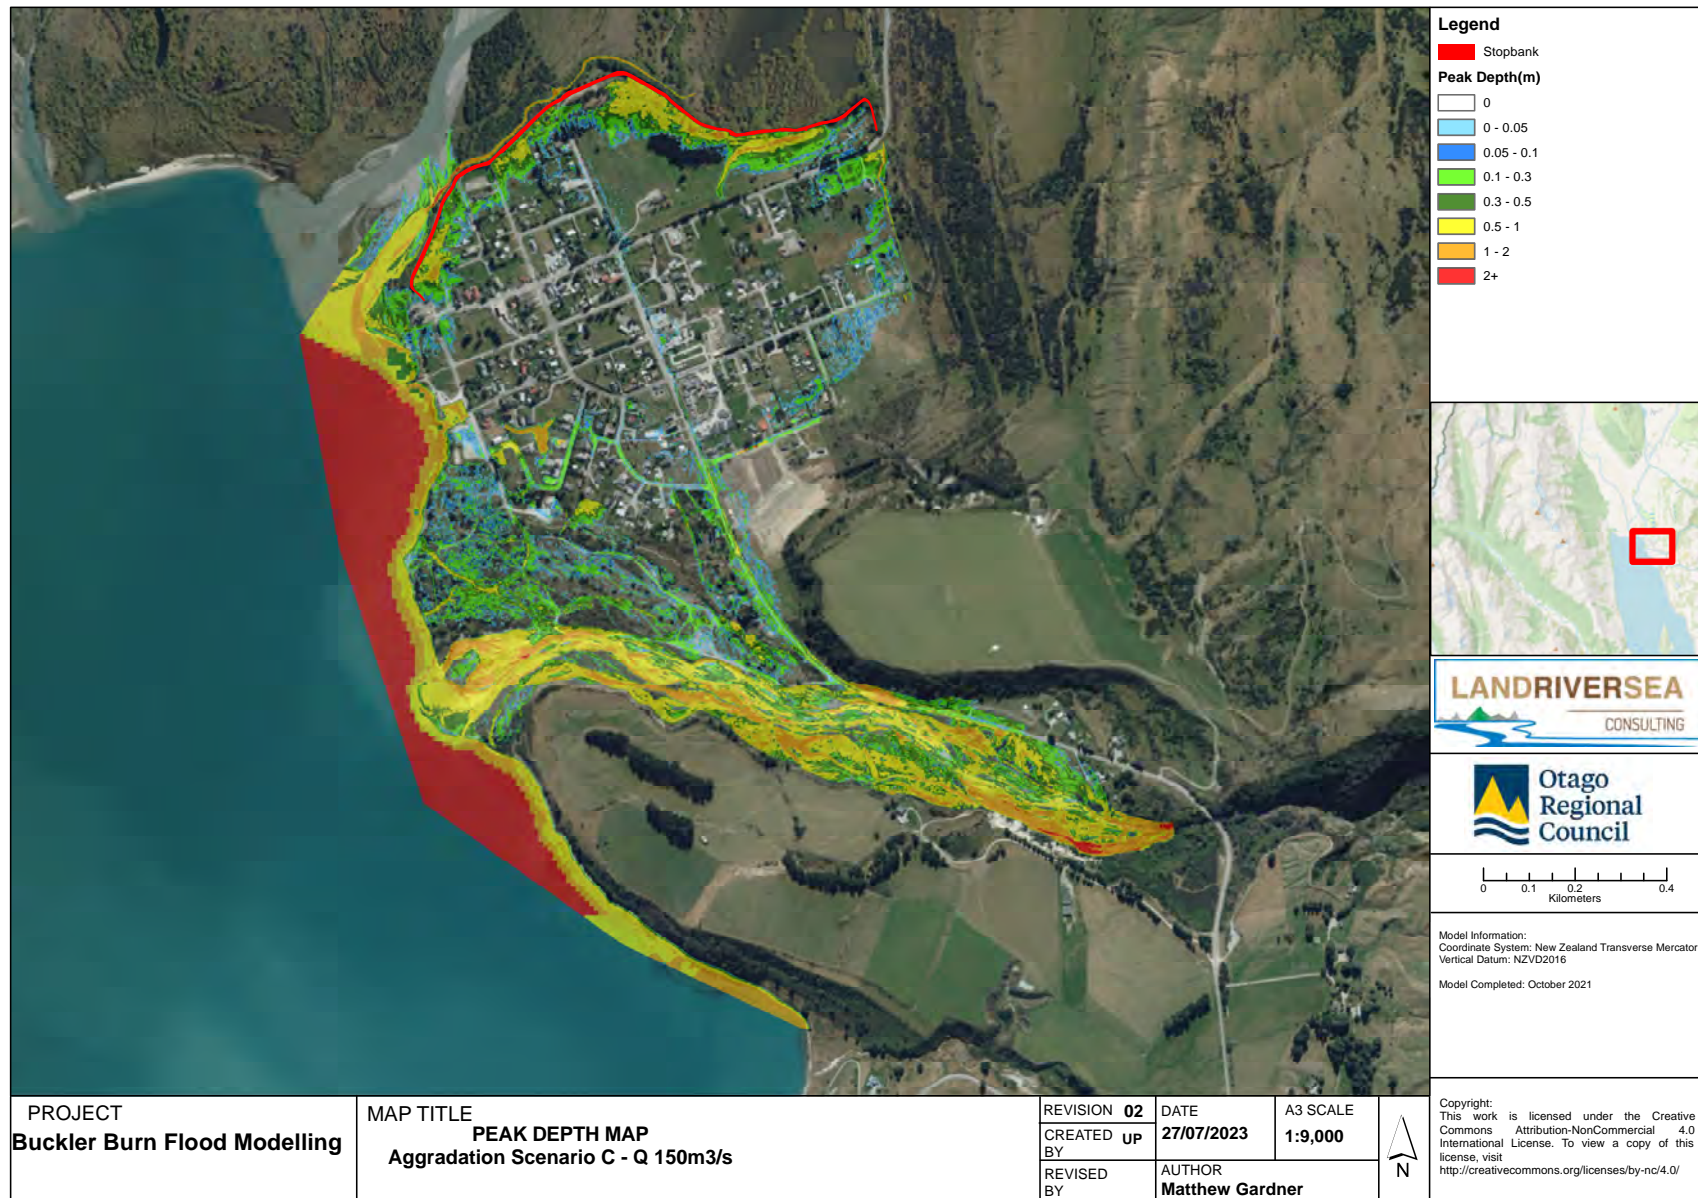 Legend
Stopbank
Peak Depth(m)
0
0 - 0.05
0.05 - 0.1
0.1 - 0.3
0.3 - 0.5
0.5 - 1
1 - 2
2+
LANDRIVERSEA
CONSULTING
Otago
Regional
Council
0 0.1 0.2 0.4
Kilometers
Model Information:
Coordinate System: New Zealand Transverse Mercator
Vertical Datum: NZVD2016
Model Completed: October 2021
Copyright:
This work is licensed under the Creative
Commons Attribution-NonCommercial 4.0
International License. To view a copy of this
license, visit
http://creativecommons.org/licenses/by-nc/4.0/
PROJECT
Buckler Burn Flood Modelling
MAP TITLE
PEAK DEPTH MAP
Aggradation Scenario C - Q 150m3/s
REVISION 02
CREATED BY UP
REVISED BY
DATE
27/07/2023
A3 SCALE
1:9,000
AUTHOR
Matthew Gardner
N